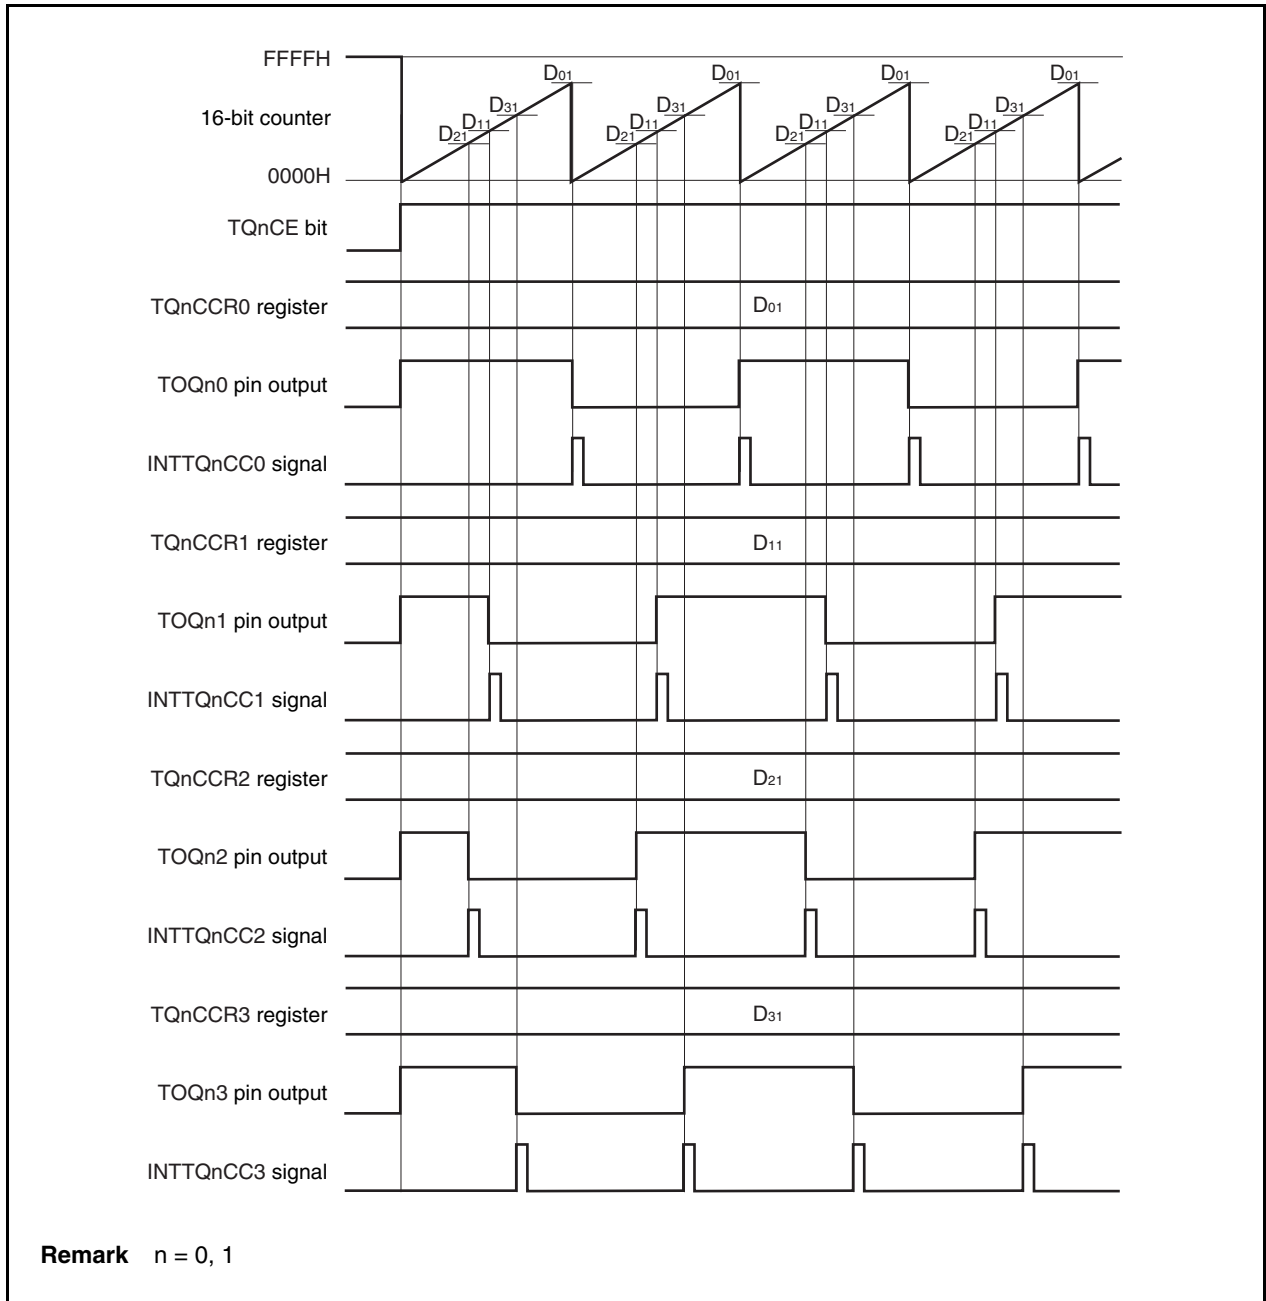 FFFFH
D01 D01 D01 D01
D31 D31 D31 D31
16-bit counter
D11 D11 D11 D11
D21 D21 D21 D21
0000H
TQnCE bit
TQnCCR0 register D01
TOQn0 pin output
INTTQnCC0 signal
TQnCCR1 register D11
TOQn1 pin output
INTTQnCC1 signal
TQnCCR2 register D21
TOQn2 pin output
INTTQnCC2 signal
TQnCCR3 register D31
TOQn3 pin output
INTTQnCC3 signal
Remark n = 0, 1